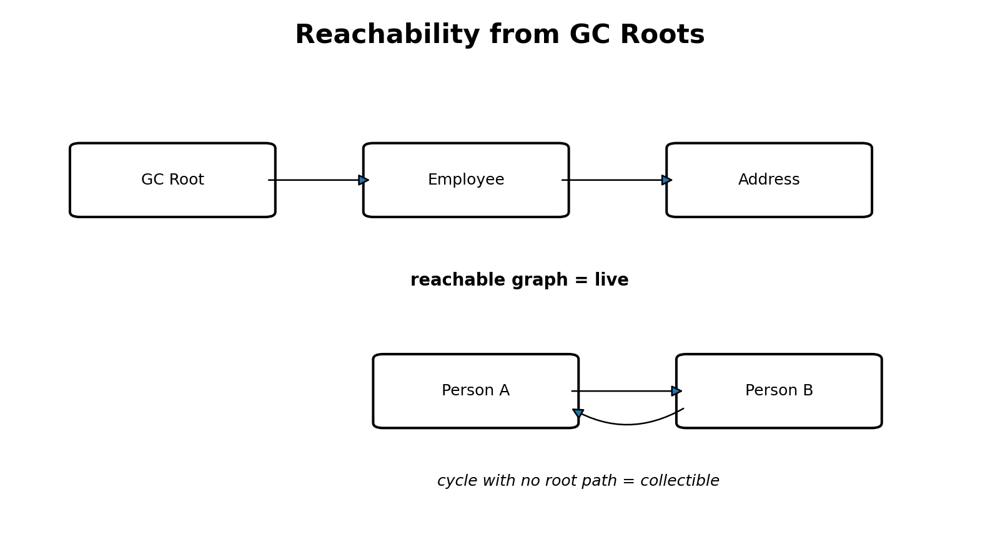 Reachability from GC Roots
GC Root
Employee
Address
reachable graph = live
Person A
Person B
cycle with no root path = collectible